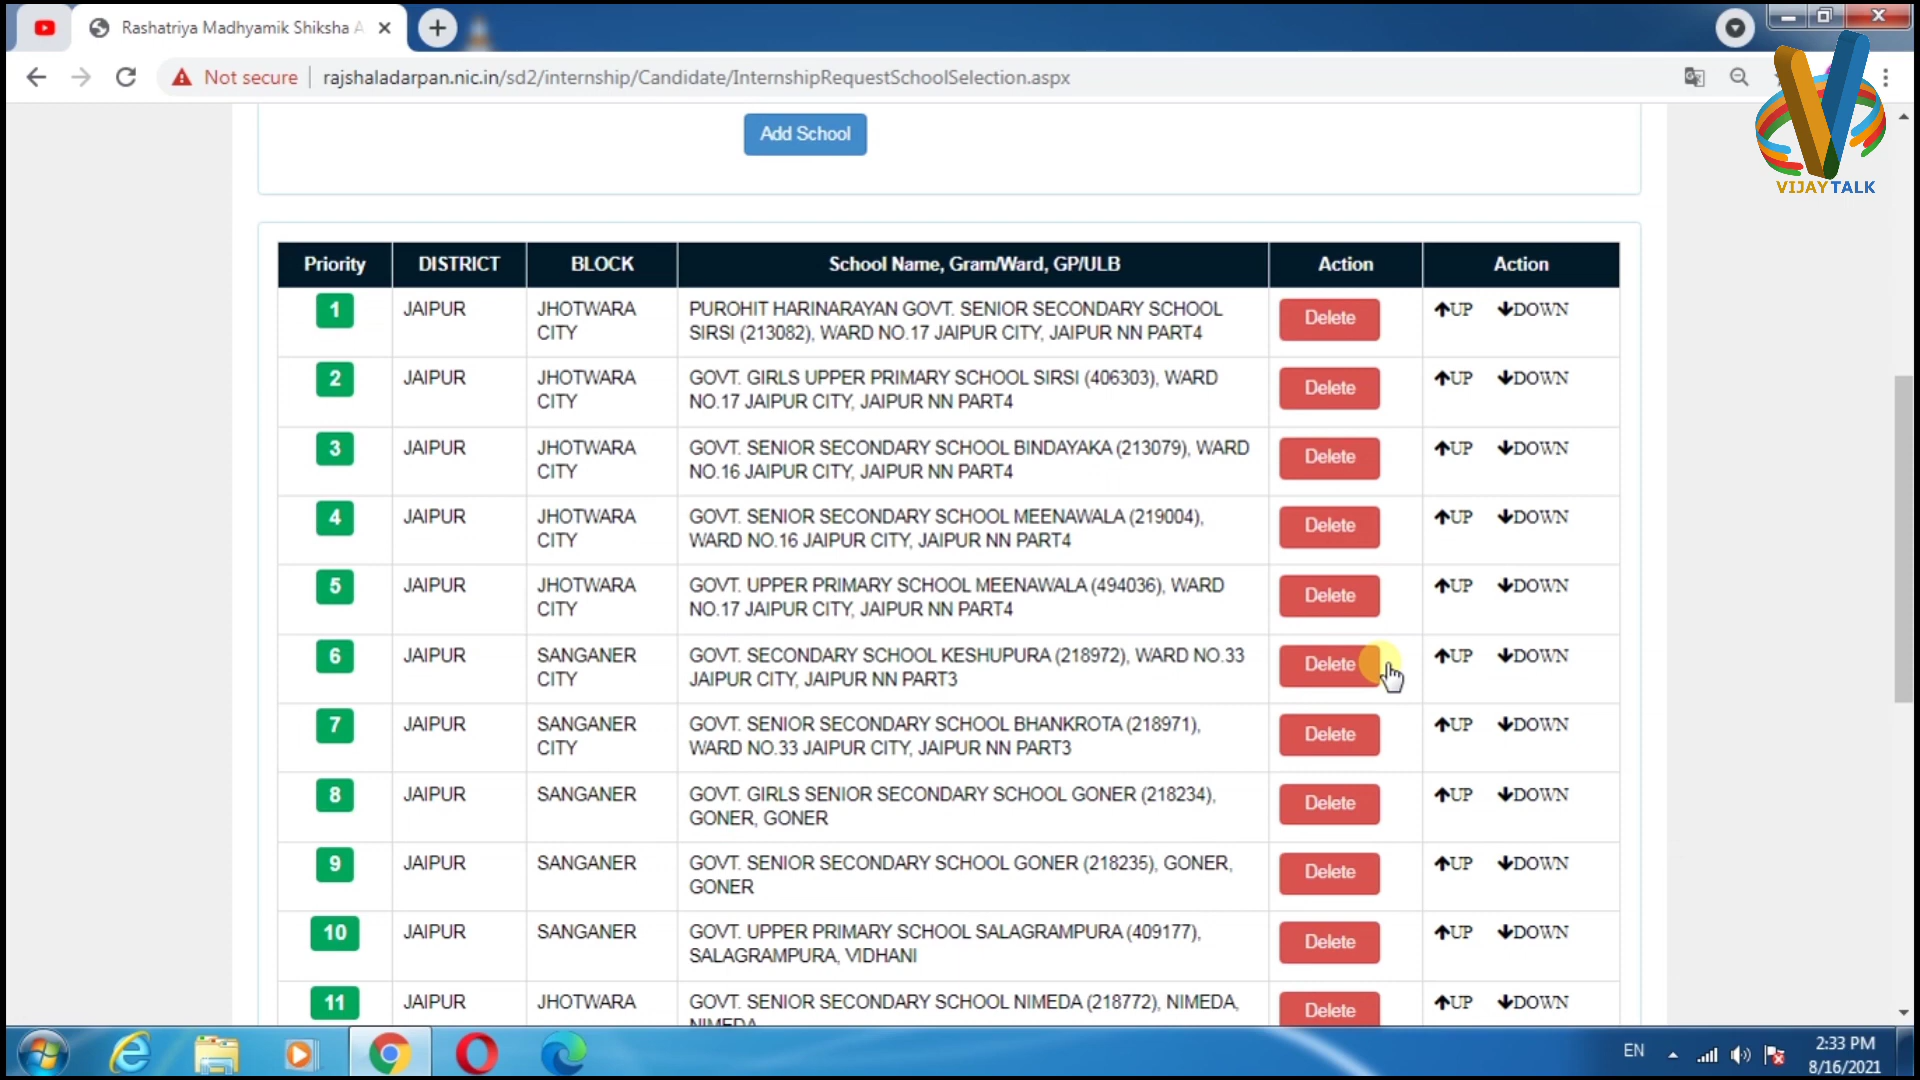 Rashatriya Madhyamik Shiksha A
Not secure
rajshaladarpan.nic.in/sd2/internship/Candidate/InternshipRequestSchoolSelection.aspx
VIJAY TALK
Add School
Priority DISTRICT BLOCK School Name, Gram/Ward, GP/ULB Action Action
1 JAIPUR JHOTWARA PUROHIT HARINARAYAN GOVT. SENIOR SECONDARY SCHOOL Delete UP DOWN
CITY SIRSI (213082), WARD NO.17 JAIPUR CITY, JAIPUR NN PART4
2 JAIPUR JHOTWARA GOVT. GIRLS UPPER PRIMARY SCHOOL SIRSI (406303), WARD Delete UP DOWN
CITY NO.17 JAIPUR CITY, JAIPUR NN PART4
3 JAIPUR JHOTWARA GOVT. SENIOR SECONDARY SCHOOL BINDAYAKA (213079), WARD Delete UP DOWN
CITY NO.16 JAIPUR CITY, JAIPUR NN PART4
4 JAIPUR JHOTWARA GOVT. SENIOR SECONDARY SCHOOL MEENAWALA (219004), Delete UP DOWN
CITY WARD NO.16 JAIPUR CITY, JAIPUR NN PART4
5 JAIPUR JHOTWARA GOVT. UPPER PRIMARY SCHOOL MEENAWALA (494036), WARD Delete UP DOWN
CITY NO.17 JAIPUR CITY, JAIPUR NN PART4
6 JAIPUR SANGANER GOVT. SECONDARY SCHOOL KESHUPURA (218972), WARD NO.33 Delete UP DOWN
CITY JAIPUR CITY, JAIPUR NN PART3
7 JAIPUR SANGANER GOVT. SENIOR SECONDARY SCHOOL BHANKROTA (218971), Delete UP DOWN
CITY WARD NO.33 JAIPUR CITY, JAIPUR NN PART3
8 JAIPUR SANGANER GOVT. GIRLS SENIOR SECONDARY SCHOOL GONER (218234), Delete UP DOWN
GONER, GONER
9 JAIPUR SANGANER GOVT. SENIOR SECONDARY SCHOOL GONER (218235), GONER, Delete UP DOWN
GONER
10 JAIPUR SANGANER GOVT. UPPER PRIMARY SCHOOL SALAGRAMPURA (409177), Delete UP DOWN
SALAGRAMPURA, VIDHANI
11 JAIPUR JHOTWARA GOVT. SENIOR SECONDARY SCHOOL NIMEDA (218772), NIMEDA, Delete UP DOWN
NIMEDA
EN 2:33 PM
8/16/2021